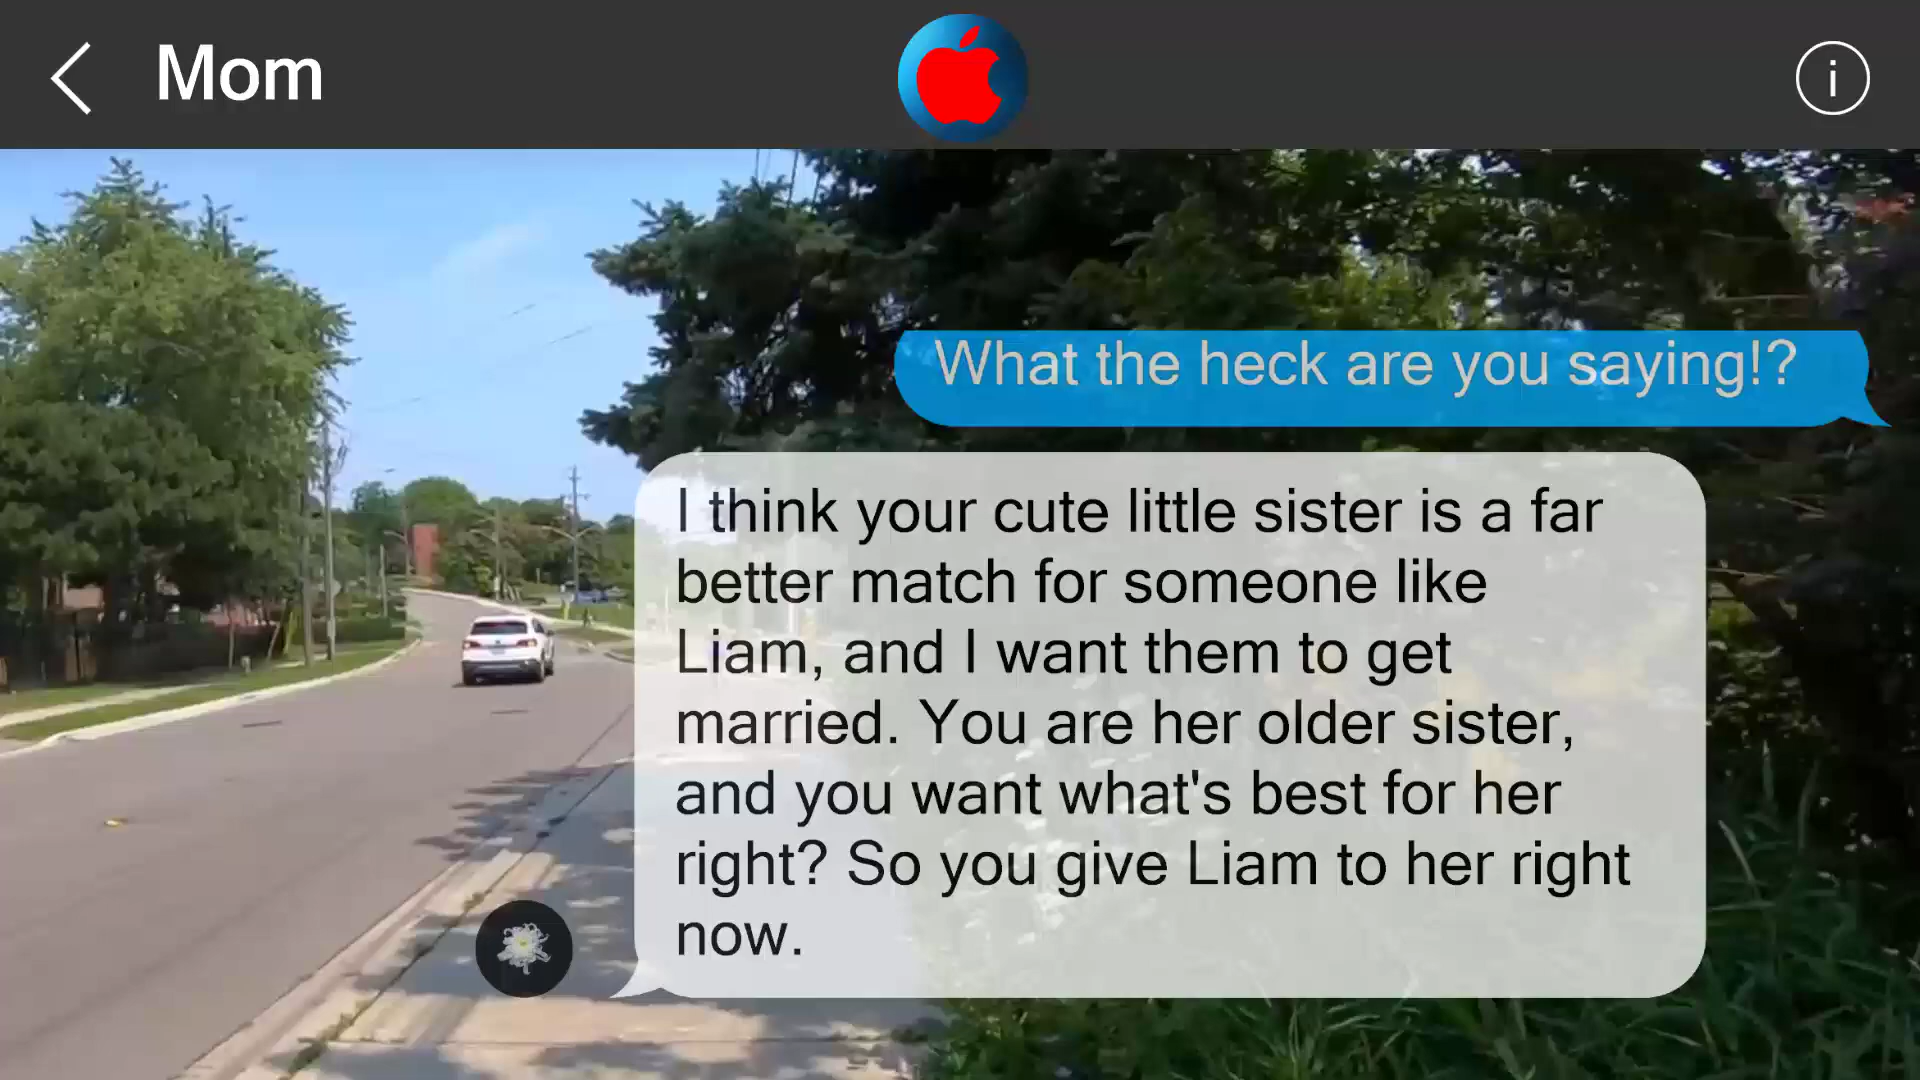 Mom
i
What the heck are you saying!?
I think your cute little sister is a far
better match for someone like
Liam, and I want them to get
married. You are her older sister,
and you want what's best for her
right? So you give Liam to her right
now.